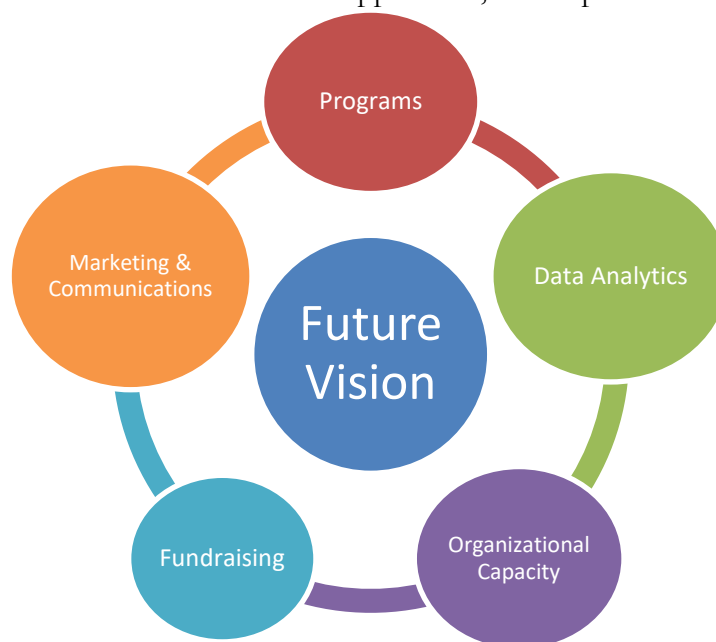 Programs
Marketing &
Communications
Data Analytics
Future
Vision
Fundraising
Organizational
Capacity